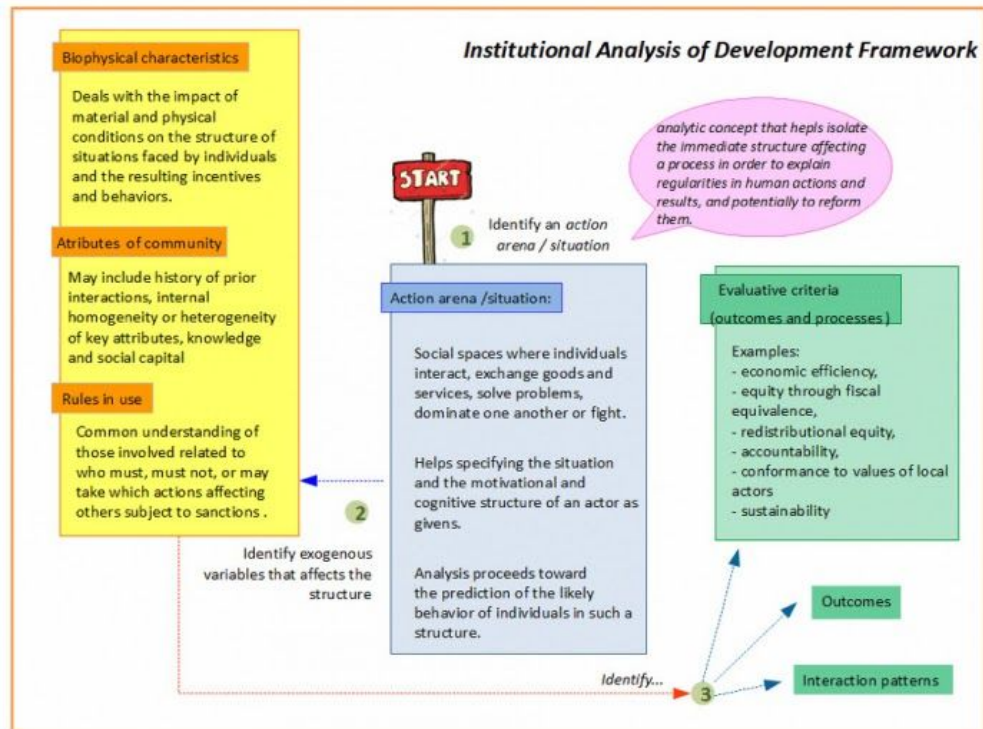 Institutional Analysis of Development Framework
Biophysical characteristics
Deals with the impact of
material and physical
conditions on the structure of
situations faced by individuals
and the resulting incentives
and behaviors.
Atributes of community
May include history of prior
interactions, internal
homogeneity or heterogeneity
of key attributes, knowledge
and social capital
Rules in use
Common understanding of
those involved related to
who must, must not, or may
take which actions affecting
others subject to sanctions .
START
1
Identify an action
arena / situation
analytic concept that hepls isolate
the immediate structure affecting
a process in order to explain
regularities in human actions and
results, and potentially to reform
them.
Action arena /situation:
Social spaces where individuals
interact, exchange goods and
services, solve problems,
dominate one another or fight.
Helps specifying the situation
and the motivational and
cognitive structure of an actor as
givens.
Analysis proceeds toward
the prediction of the likely
behavior of individuals in such a
structure.
2
Identify exogenous
variables that affects the
structure
Evaluative criteria
(outcomes and processes )
Examples:
- economic efficiency,
- equity through fiscal
equivalence,
- redistributional equity,
- accountability,
- conformance to values of local
actors
- sustainability
Identify...
3
Outcomes
Interaction patterns